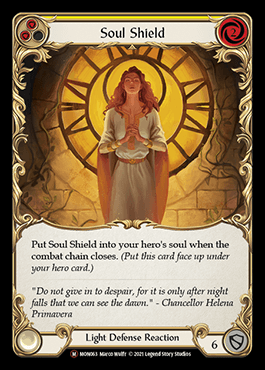 Soul Shield
2
Put Soul Shield into your hero's soul when the
combat chain closes. (Put this card face up under
your hero card.)
"Do not give in to despair, for it is only after night
falls that we can see the dawn." - Chancellor Helena
Primavera
Light Defense Reaction
6
M MON063 Marco Wulfr © 2021 Legend Story Studios